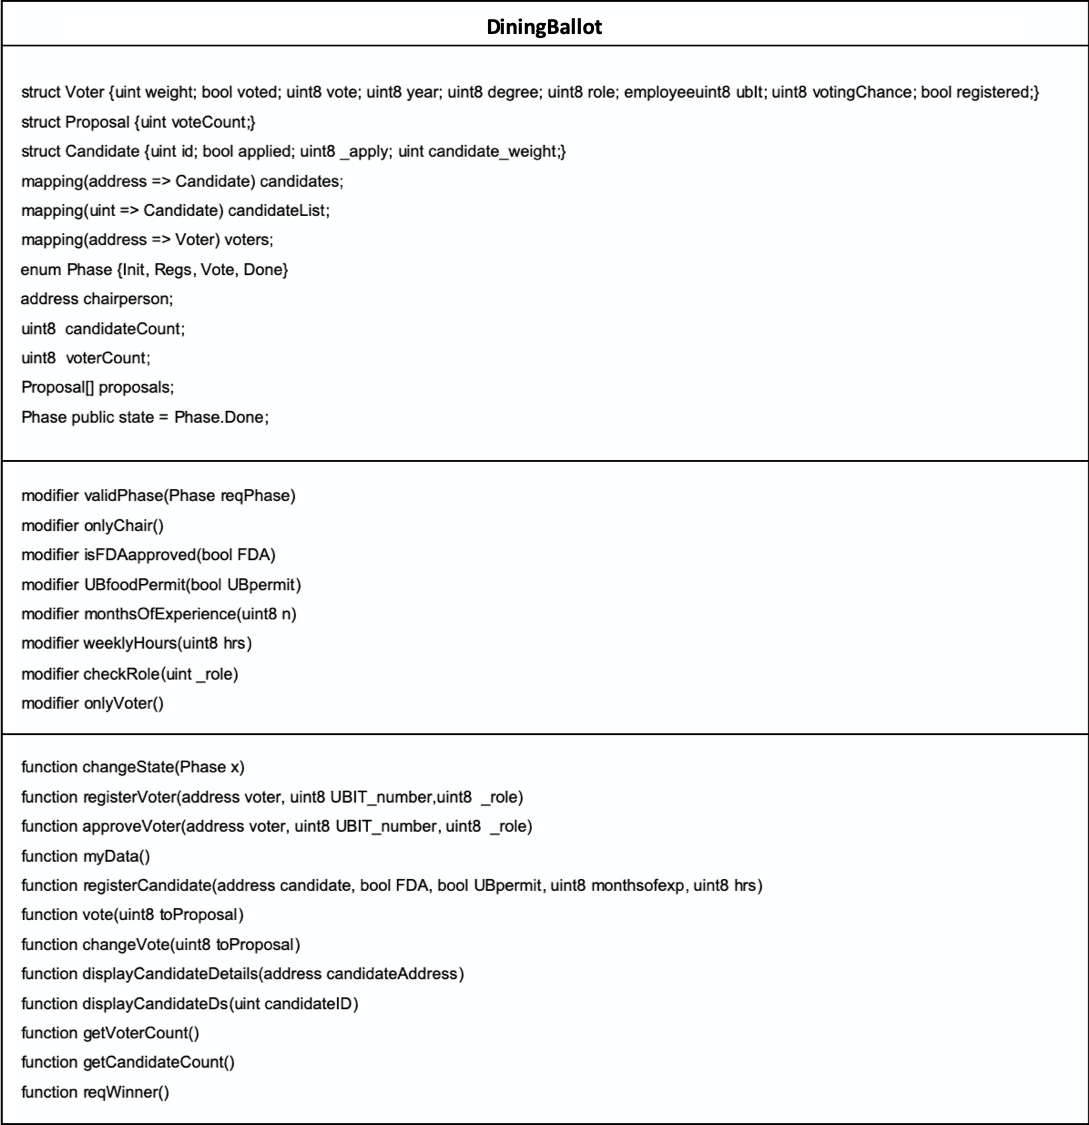 DiningBallot
struct Voter {uint weight; bool voted; uint8 vote; uint8 year; uint8 degree; uint8 role; employeeuint8 ubIt; uint8 votingChance; bool registered;}
struct Proposal {uint voteCount;}
struct Candidate {uint id; bool applied; uint8 _apply; uint candidate_weight;}
mapping(address => Candidate) candidates;
mapping(uint => Candidate) candidateList;
mapping(address => Voter) voters;
enum Phase {Init, Regs, Vote, Done}
address chairperson;
uint8  candidateCount;
uint8  voterCount;
Proposal[] proposals;
Phase public state = Phase.Done;
modifier validPhase(Phase reqPhase)
modifier onlyChair()
modifier isFDAapproved(bool FDA)
modifier UBfoodPermit(bool UBpermit)
modifier monthsOfExperience(uint8 n)
modifier weeklyHours(uint8 hrs)
modifier checkRole(uint _role)
modifier onlyVoter()
function changeState(Phase x)
function registerVoter(address voter, uint8 UBIT_number,uint8  _role)
function approveVoter(address voter, uint8 UBIT_number, uint8  _role)
function myData()
function registerCandidate(address candidate, bool FDA, bool UBpermit, uint8 monthsofexp, uint8 hrs)
function vote(uint8 toProposal)
function changeVote(uint8 toProposal)
function displayCandidateDetails(address candidateAddress)
function displayCandidateDs(uint candidateID)
function getVoterCount()
function getCandidateCount()
function reqWinner()